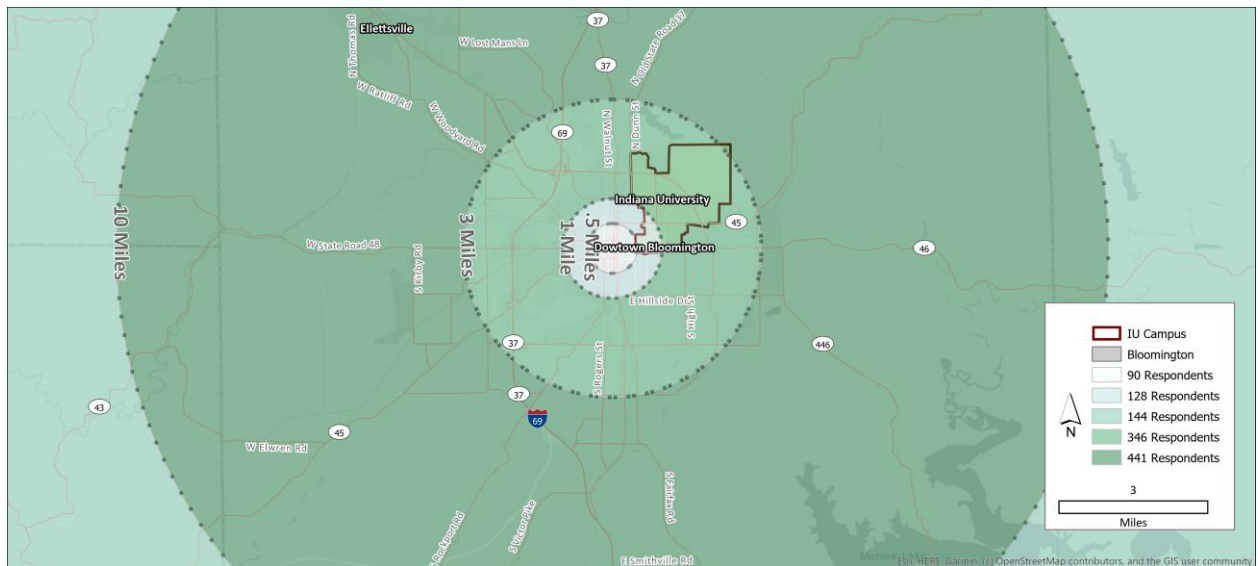 Ellettsville
37
W Lost Mans Ln
37
N Old State Road 37
N Thomas Rd
W Ratliff Rd
W Woodyard Rd
69
N Walnut St
N Dunn St
Indiana University
45
10 Miles
3 Miles
1 Mile
.5 Miles
W State Road 48
Dowtown Bloomington
46
S Kirby Rd
E Hillside Dr
S High St
37
446
S Rogers St
43
37
69
45
W Elwren Rd
S Victor Pike
S Rockport Rd
S Fairfax Rd
E Smithville Rd
IU Campus
Bloomington
90 Respondents
128 Respondents
144 Respondents
346 Respondents
441 Respondents
N
3
Miles
Esri, HERE, Garmin, (c) OpenStreetMap contributors, and the GIS user community